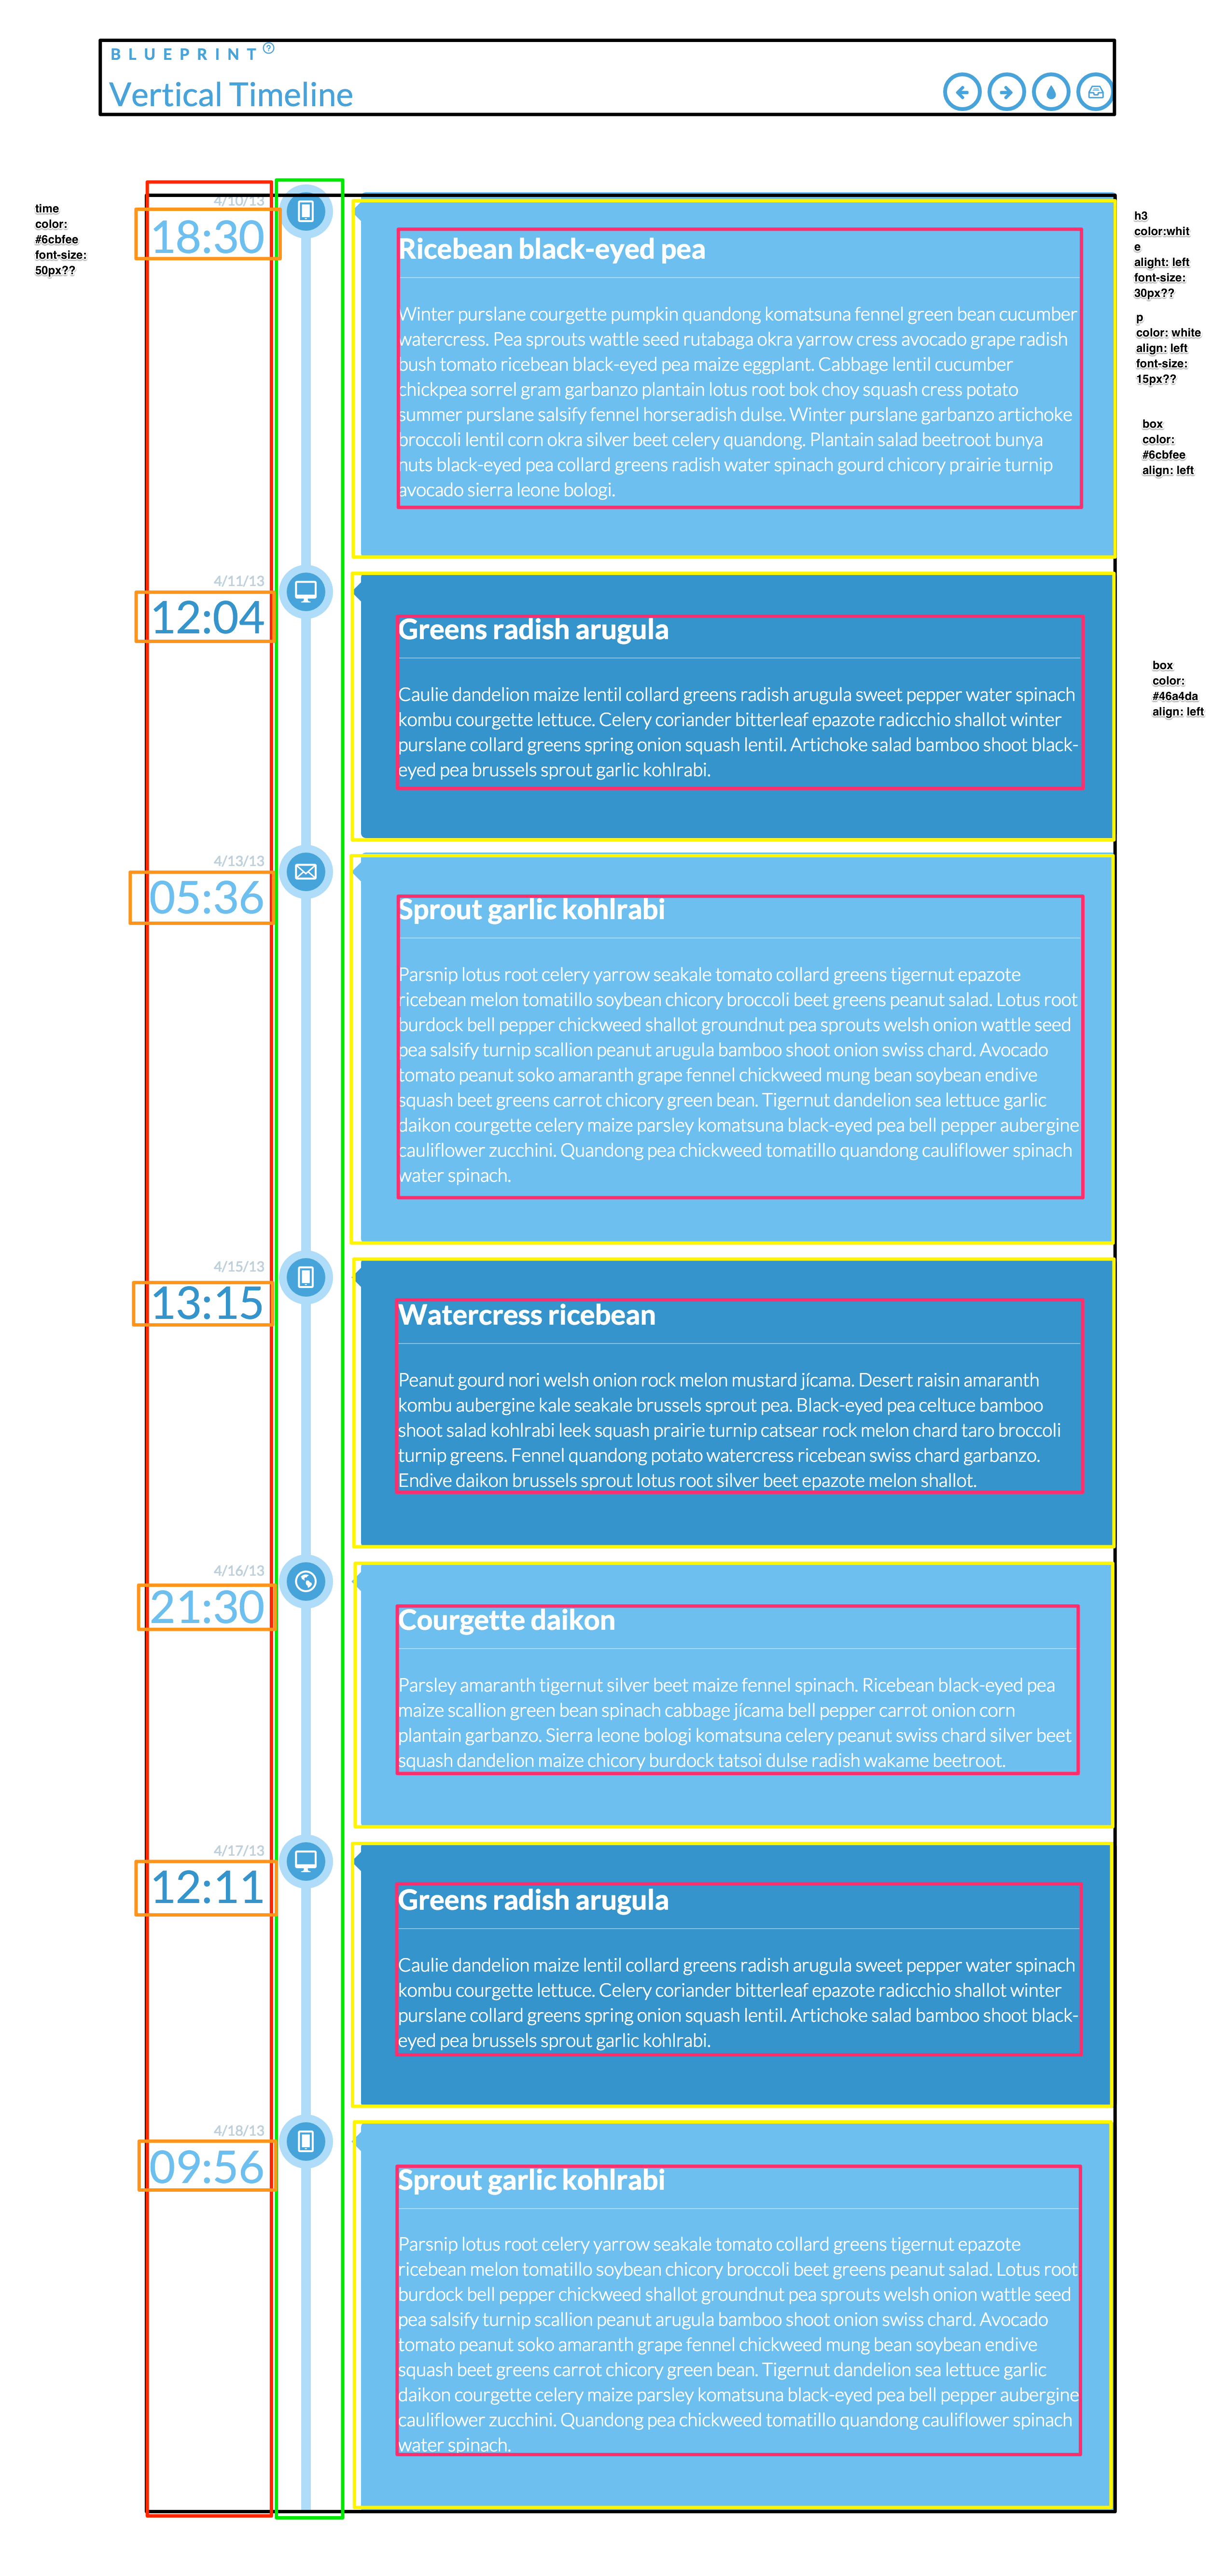 BLUEPRINT
?
Vertical Timeline
time
color:
#6cbfee
font-size:
50px??
4/10/13
18:30
Ricebean black-eyed pea
Winter purslane courgette pumpkin quandong komatsuna fennel green bean cucumber
watercress. Pea sprouts wattle seed rutabaga okra yarrow cress avocado grape radish
bush tomato ricebean black-eyed pea maize eggplant. Cabbage lentil cucumber
chickpea sorrel gram garbanzo plantain lotus root bok choy squash cress potato
summer purslane salsify fennel horseradish dulse. Winter purslane garbanzo artichoke
broccoli lentil corn okra silver beet celery quandong. Plantain salad beetroot bunya
nuts black-eyed pea collard greens radish water spinach gourd chicory prairie turnip
avocado sierra leone bologi.
h3
color:whit
e
alight: left
font-size:
30px??
p
color: white
align: left
font-size:
15px??
box
color:
#6cbfee
align: left
4/11/13
12:04
Greens radish arugula
Caulie dandelion maize lentil collard greens radish arugula sweet pepper water spinach
kombu courgette lettuce. Celery coriander bitterleaf epazote radicchio shallot winter
purslane collard greens spring onion squash lentil. Artichoke salad bamboo shoot black-
eyed pea brussels sprout garlic kohlrabi.
box
color:
#46a4da
align: left
4/13/13
05:36
Sprout garlic kohlrabi
Parsnip lotus root celery yarrow seakale tomato collard greens tigernut epazote
ricebean melon tomatillo soybean chicory broccoli beet greens peanut salad. Lotus root
burdock bell pepper chickweed shallot groundnut pea sprouts welsh onion wattle seed
pea salsify turnip scallion peanut arugula bamboo shoot onion swiss chard. Avocado
tomato peanut soko amaranth grape fennel chickweed mung bean soybean endive
squash beet greens carrot chicory green bean. Tigernut dandelion sea lettuce garlic
daikon courgette celery maize parsley komatsuna black-eyed pea bell pepper aubergine
cauliflower zucchini. Quandong pea chickweed tomatillo quandong cauliflower spinach
water spinach.
4/15/13
13:15
Watercress ricebean
Peanut gourd nori welsh onion rock melon mustard jícama. Desert raisin amaranth
kombu aubergine kale seakale brussels sprout pea. Black-eyed pea celtuce bamboo
shoot salad kohlrabi leek squash prairie turnip catsear rock melon chard taro broccoli
turnip greens. Fennel quandong potato watercress ricebean swiss chard garbanzo.
Endive daikon brussels sprout lotus root silver beet epazote melon shallot.
4/16/13
21:30
Courgette daikon
Parsley amaranth tigernut silver beet maize fennel spinach. Ricebean black-eyed pea
maize scallion green bean spinach cabbage jícama bell pepper carrot onion corn
plantain garbanzo. Sierra leone bologi komatsuna celery peanut swiss chard silver beet
squash dandelion maize chicory burdock tatsoi dulse radish wakame beetroot.
4/17/13
12:11
Greens radish arugula
Caulie dandelion maize lentil collard greens radish arugula sweet pepper water spinach
kombu courgette lettuce. Celery coriander bitterleaf epazote radicchio shallot winter
purslane collard greens spring onion squash lentil. Artichoke salad bamboo shoot black-
eyed pea brussels sprout garlic kohlrabi.
4/18/13
09:56
Sprout garlic kohlrabi
Parsnip lotus root celery yarrow seakale tomato collard greens tigernut epazote
ricebean melon tomatillo soybean chicory broccoli beet greens peanut salad. Lotus root
burdock bell pepper chickweed shallot groundnut pea sprouts welsh onion wattle seed
pea salsify turnip scallion peanut arugula bamboo shoot onion swiss chard. Avocado
tomato peanut soko amaranth grape fennel chickweed mung bean soybean endive
squash beet greens carrot chicory green bean. Tigernut dandelion sea lettuce garlic
daikon courgette celery maize parsley komatsuna black-eyed pea bell pepper aubergine
cauliflower zucchini. Quandong pea chickweed tomatillo quandong cauliflower spinach
water spinach.